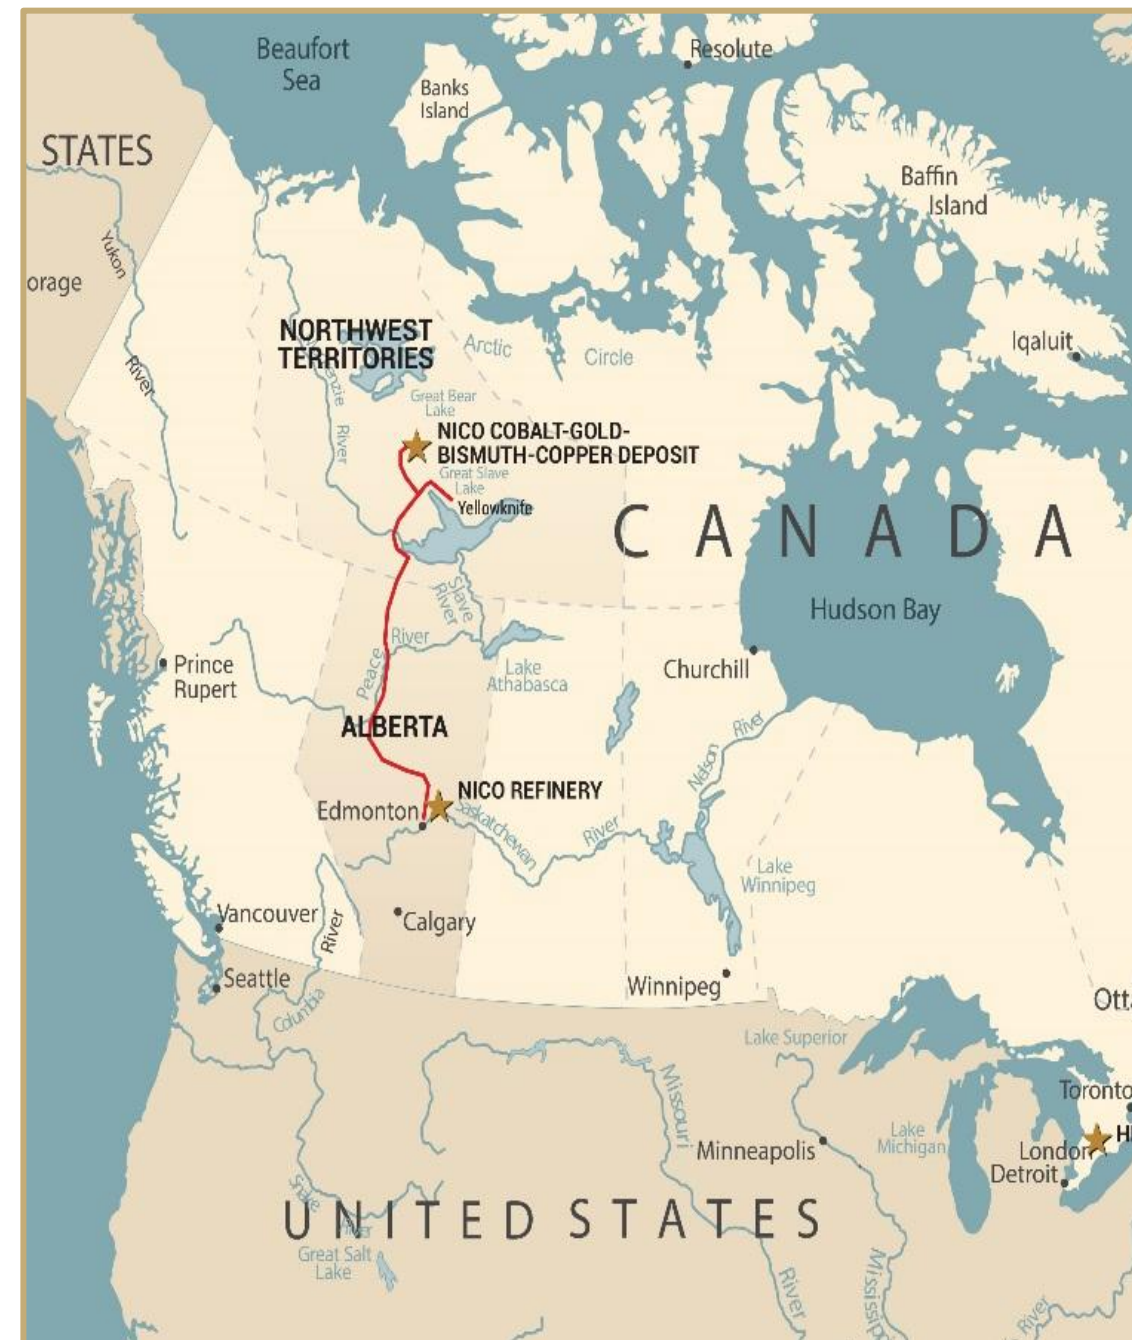 Beaufort
Sea
Resolute
Banks
Island
STATES
Baffin
Island
Yukon
orage
River
Iqaluit
NORTHWEST
TERRITORIES
Arctic
Circle
Great Bear
Lake
River
NICO COBALT-GOLD-
BISMUTH-COPPER DEPOSIT
Great Slave
Lake
Yellowknife
CANADA
Slave
River
Hudson Bay
Peace
River
Prince
Rupert
Lake
Athabasca
Churchill
ALBERTA
Nelson
River
NICO REFINERY
Edmonton
Saskatchewan
River
Lake
Winnipeg
Vancouver
River
Calgary
Seattle
Columbia
Winnipeg
Ott
Lake Superior
Missouri
Toronto
Minneapolis
Lake
Michigan
London
H
Detroit
Snake
River
UNITED STATES
Great Salt
Lake
River
Mississip
River